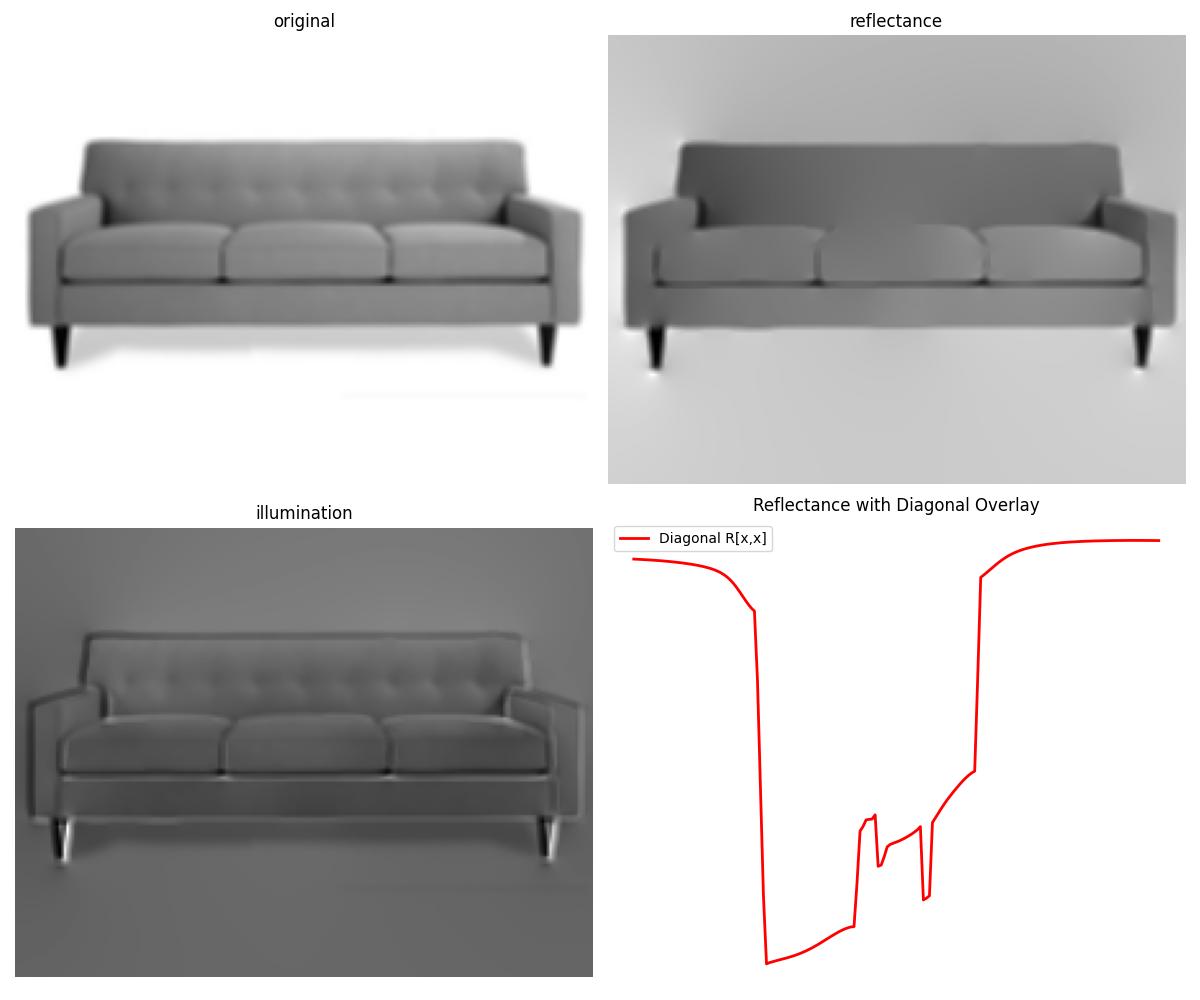 original
reflectance
illumination
Reflectance with Diagonal Overlay
Diagonal R[x,x]